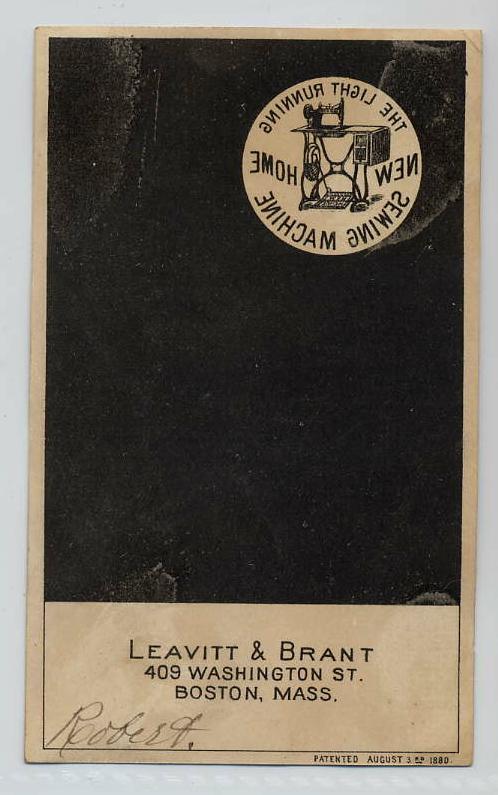 THE LIGHT RUNNING
NEW HOME
SEWING MACHINE
LEAVITT & BRANT
409 WASHINGTON ST.
BOSTON, MASS.
Robert.
PATENTED AUGUST 3RD 1880.